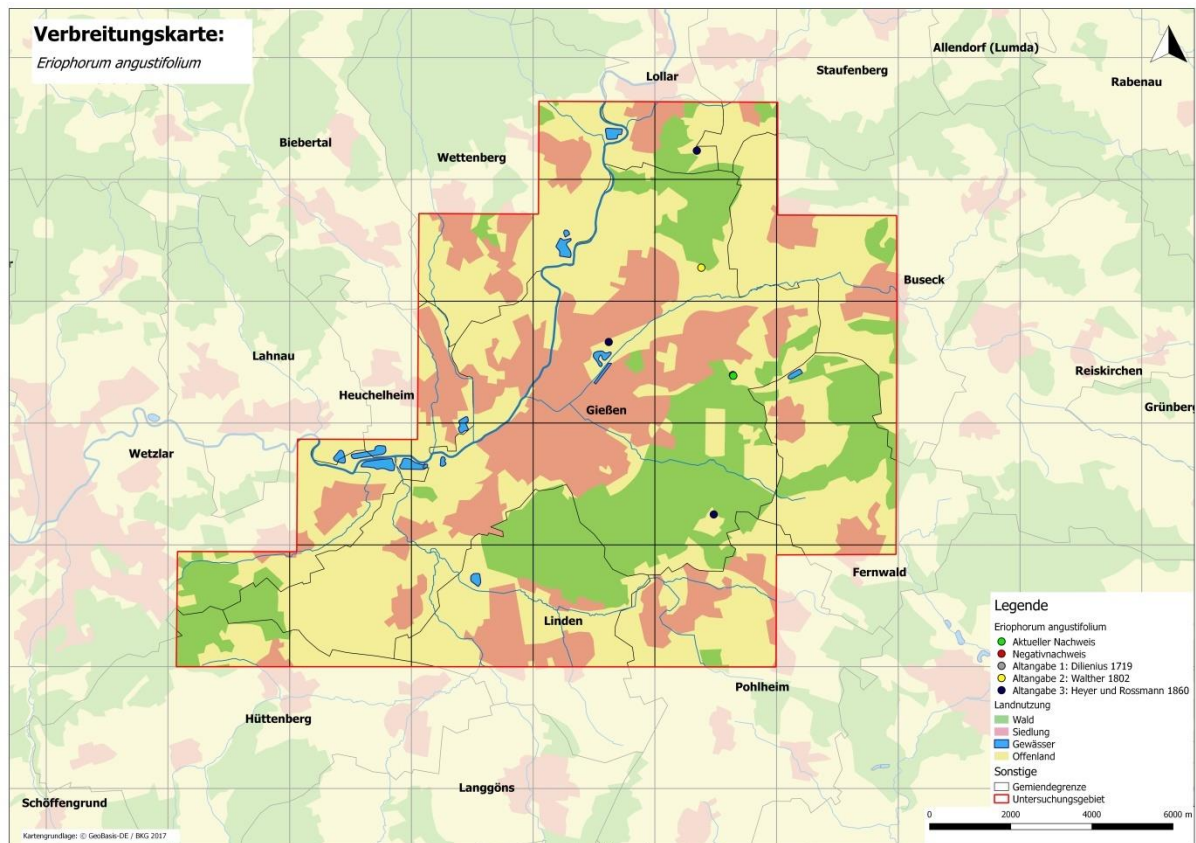 Verbreitungskarte:
Eriophorum angustifolium
Allendorf (Lumda)
Staufenberg
Lollar
Rabenau
Biebertal
Wettenberg
Buseck
Lahnau
Reiskirchen
Heuchelheim
Grünberg
Gießen
Wetzlar
Fernwald
Linden
Pohlheim
Hüttenberg
Langgöns
Schöffengrund
Legende
Eriophorum angustifolium
Aktueller Nachweis
Negativnachweis
Altangabe 1: Dilienius 1719
Altangabe 2: Walther 1802
Altangabe 3: Heyer und Rossmann 1860
Landnutzung
Wald
Siedlung
Gewässer
Offenland
Sonstige
Gemiendegrenze
Untersuchungsgebiet
0 2000 4000 6000 m
Kartengrundlage: © GeoBasis-DE / BKG 2017